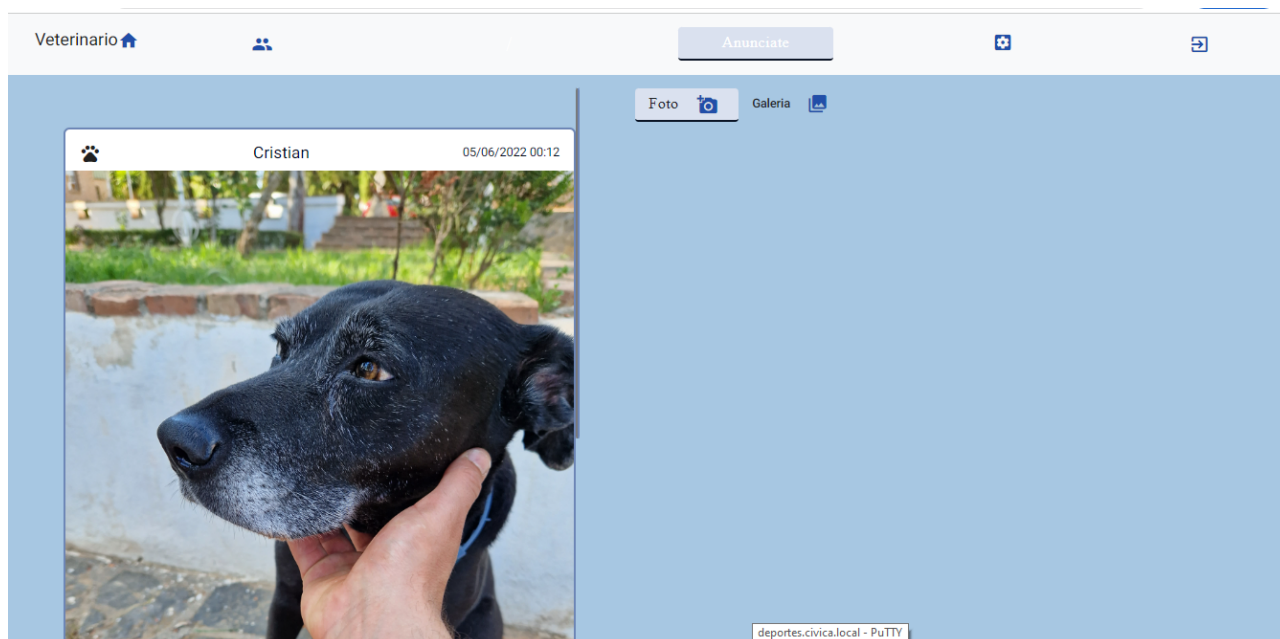 Veterinario
Anunciate
Foto
Galeria
Cristian
05/06/2022 00:12
deportes.civica.local - PuTTY